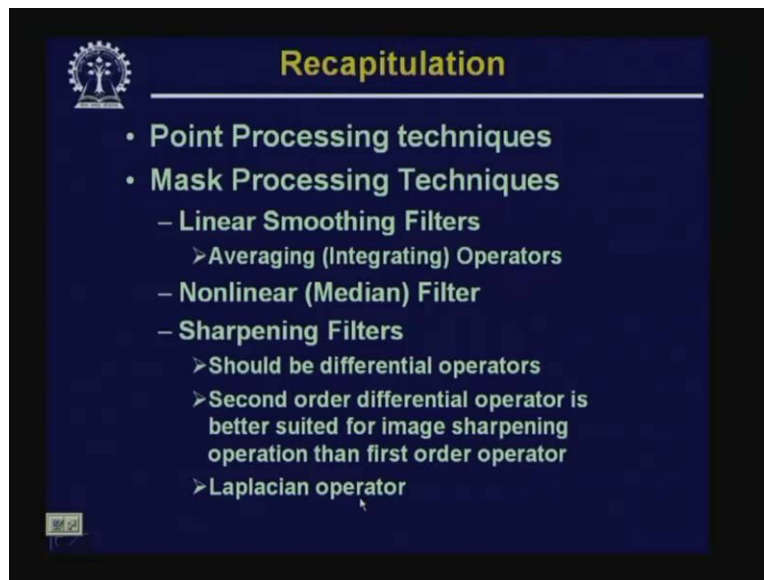 Recapitulation
• Point Processing techniques
• Mask Processing Techniques
– Linear Smoothing Filters
➢Averaging (Integrating) Operators
– Nonlinear (Median) Filter
– Sharpening Filters
➢Should be differential operators
➢Second order differential operator is
better suited for image sharpening
operation than first order operator
➢Laplacian operator